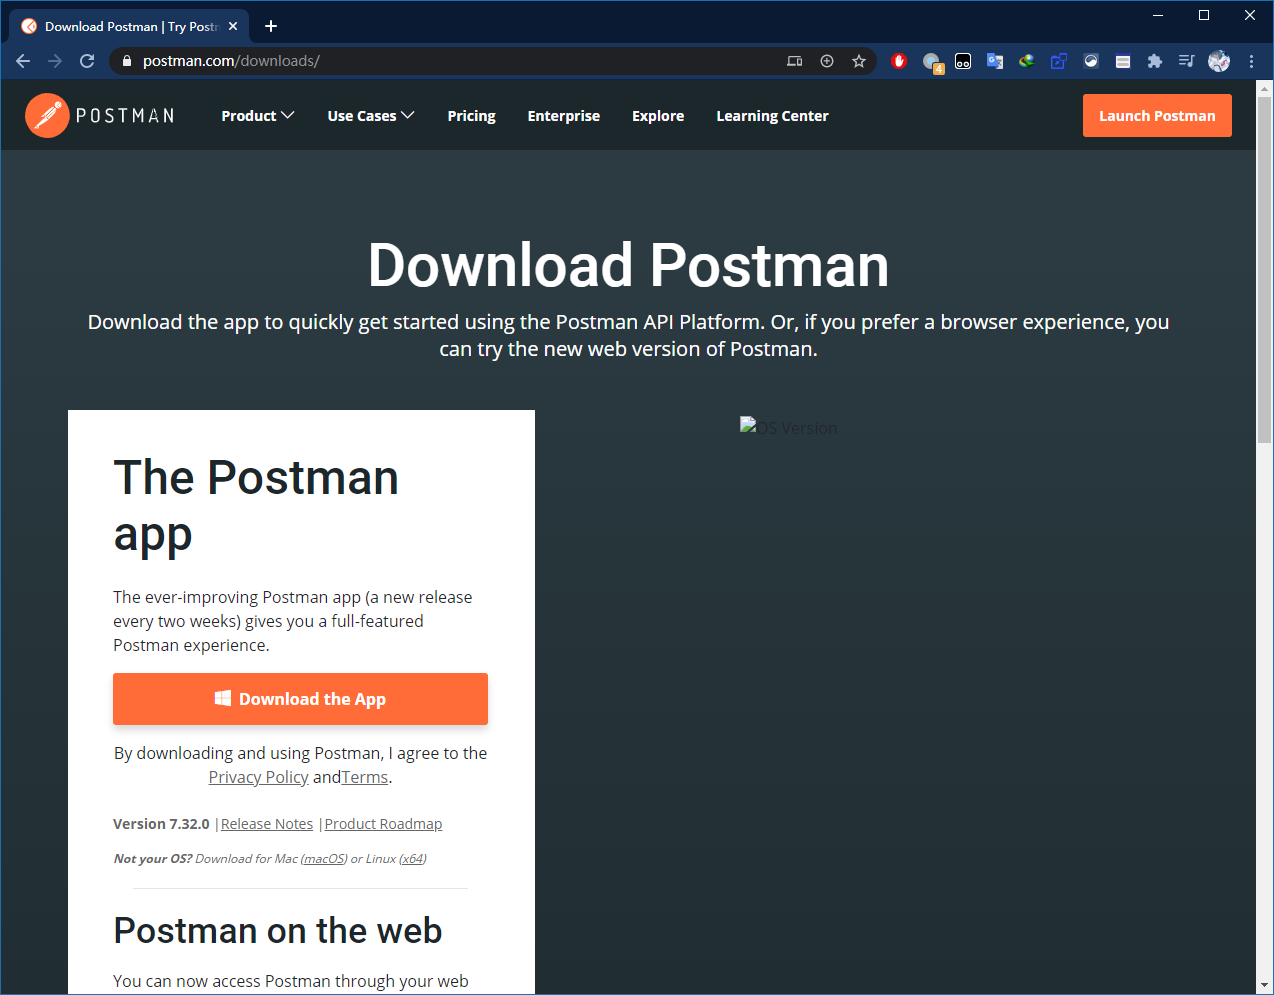 Download Postman | Try Postn
postman.com/downloads/
4
POSTMAN
Product
Use Cases
Pricing
Enterprise
Explore
Learning Center
Launch Postman
Download Postman
Download the app to quickly get started using the Postman API Platform. Or, if you prefer a browser experience, you
can try the new web version of Postman.
OS Version
The Postman
app
The ever-improving Postman app (a new release
every two weeks) gives you a full-featured
Postman experience.
Download the App
By downloading and using Postman, I agree to the
Privacy Policy andTerms.
Version 7.32.0 |Release Notes |Product Roadmap
Not your OS? Download for Mac (macOS) or Linux (x64)
Postman on the web
You can now access Postman through your web